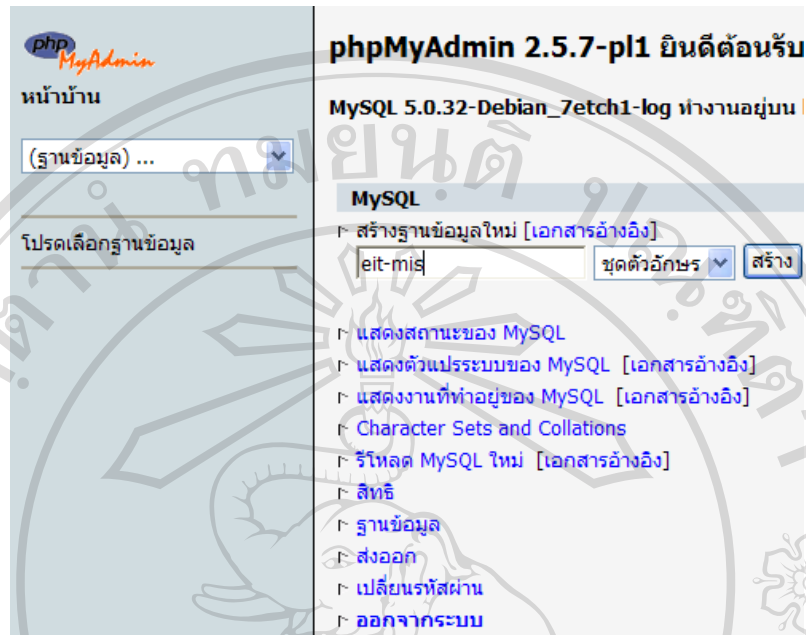 php
MyAdmin
หน้าบ้าน
(ฐานข้อมูล) ...
โปรดเลือกฐานข้อมูล
phpMyAdmin 2.5.7-pl1 ยินดีต้อนรับ
MySQL 5.0.32-Debian_7etch1-log ทำงานอยู่บน
MySQL
สร้างฐานข้อมูลใหม่ [เอกสารอ้างอิง]
eit-mis ชุดตัวอักษร สร้าง
แสดงสถานะของ MySQL
แสดงตัวแปรระบบของ MySQL [เอกสารอ้างอิง]
แสดงงานที่ทำอยู่ของ MySQL [เอกสารอ้างอิง]
Character Sets and Collations
รีโหลด MySQL ใหม่ [เอกสารอ้างอิง]
สิทธิ
ฐานข้อมูล
ส่งออก
เปลี่ยนรหัสผ่าน
ออกจากระบบ